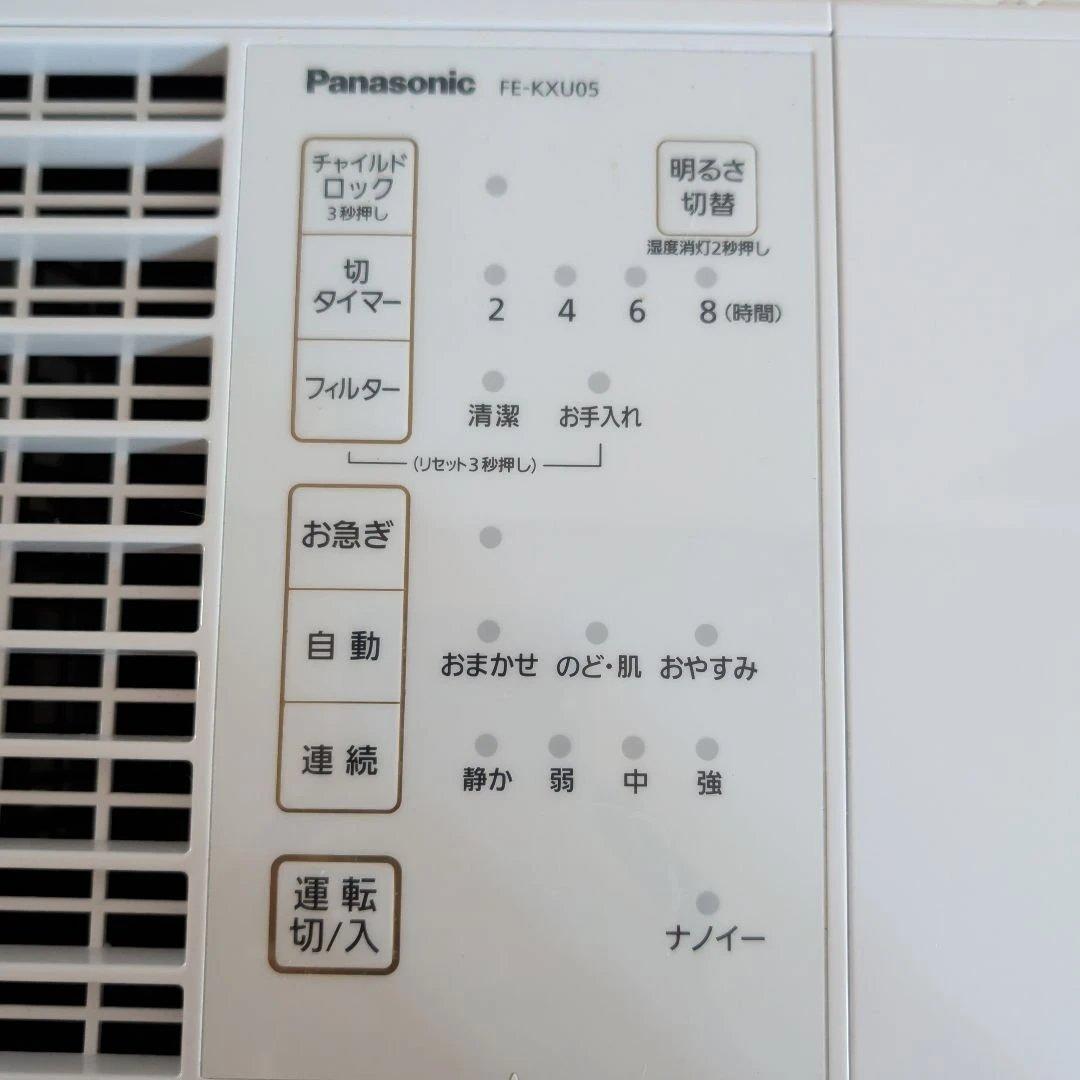 Panasonic FE-KXU05
チャイルド
ロック
3秒押し
明るさ
切替
湿度消灯2秒押し
切
タイマー
2 4 6 8(時間)
フィルター
清潔 お手入れ
(リセット3秒押し)
お急ぎ
自動
おまかせ のど・肌 おやすみ
連続
静か 弱 中 強
運転
切/入
ナノイー